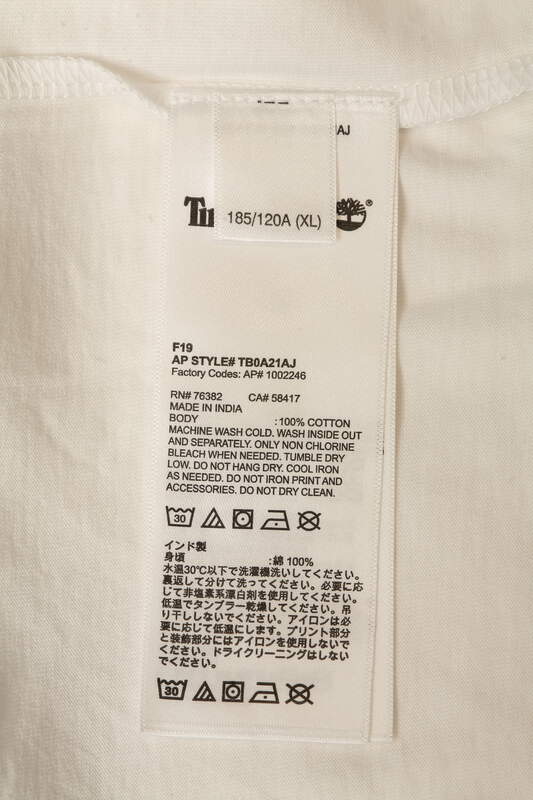 AJ
185/120A (XL)
F19
AP STYLE# TB0A21AJ
Factory Codes: AP# 1002246
RN# 76382 CA# 58417
MADE IN INDIA
BODY : 100% COTTON
MACHINE WASH COLD. WASH INSIDE OUT
AND SEPARATELY. ONLY NON CHLORINE
BLEACH WHEN NEEDED. TUMBLE DRY
LOW. DO NOT HANG DRY. COOL IRON
AS NEEDED. DO NOT IRON PRINT AND
ACCESSORIES. DO NOT DRY CLEAN.
30
インド製
身頃 : 綿 100%
水温30℃以下で洗濯機洗いしてください。
裏返して分けて洗ってください。必要に応
じて非塩素系漂白剤を使用してください。
低温でタンブラー乾燥してください。吊
り干ししないでください。アイロンは必
要に応じて低温にします。プリント部分
と装飾部分にはアイロンを使用しないで
ください。ドライクリーニングはしない
でください。
30